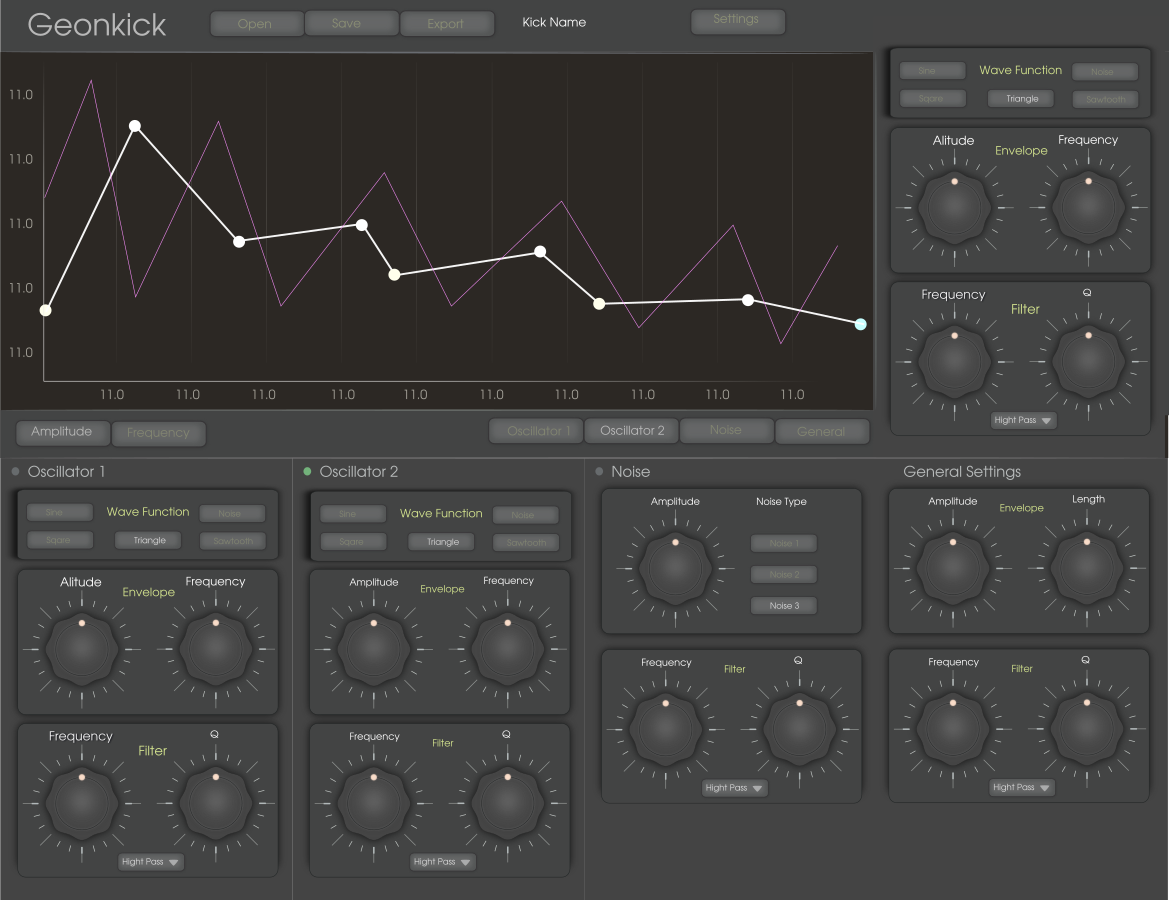 Geonkick Open Save Export Kick Name Settings
Sine Wave Function Noise
Sqare Triangle Sawtooth
Alitude Envelope Frequency
Frequency Filter Q
Hight Pass
11.0
11.0
11.0
11.0
11.0
11.0 11.0 11.0 11.0 11.0 11.0 11.0 11.0 11.0 11.0
Amplitude Frequency Oscillator 1 Oscillator 2 Noise General
Oscillator 1
Sine Wave Function Noise
Sqare Triangle Sawtooth
Alitude Envelope Frequency
Frequency Filter Q
Hight Pass
Oscillator 2
Sine Wave Function Noise
Sqare Triangle Sawtooth
Amplitude Envelope Frequency
Frequency Filter Q
Hight Pass
Noise
Amplitude Noise Type
Noise 1
Noise 2
Noise 3
Frequency Filter Q
Hight Pass
General Settings
Amplitude Envelope Length
Frequency Filter Q
Hight Pass